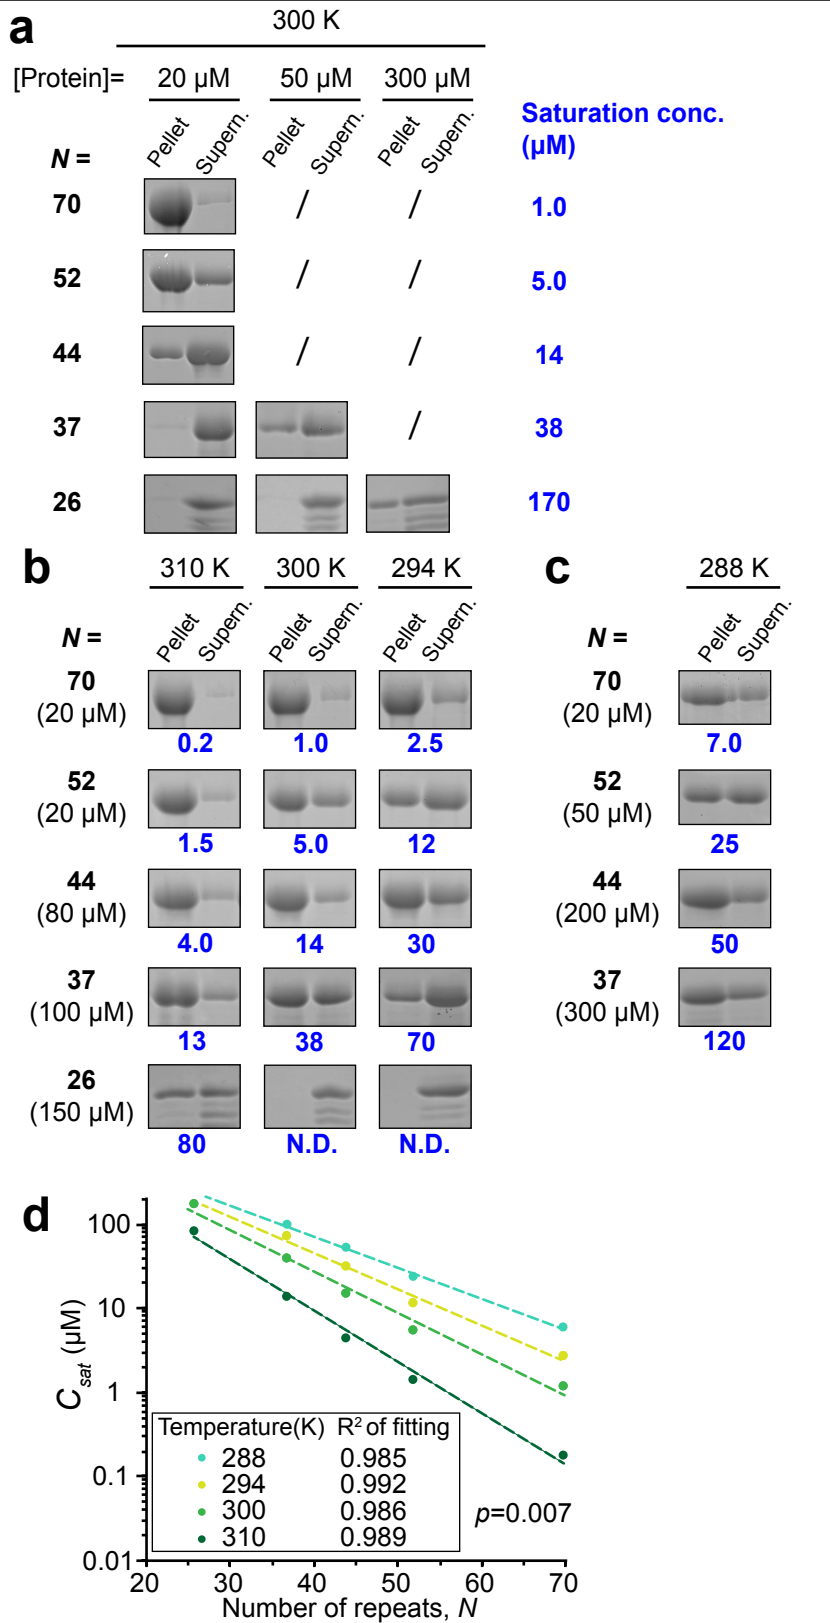 a
300 K
[Protein]= 20 μM 50 μM 300 μM
Saturation conc. (μM)
N = Pellet Supern. Pellet Supern. Pellet Supern.
70 / / 1.0
52 / / 5.0
44 / / 14
37 / 38
26 170
b 310 K 300 K 294 K
N = Pellet Supern. Pellet Supern. Pellet Supern.
70
(20 μM)
0.2 1.0 2.5
52
(20 μM)
1.5 5.0 12
44
(80 μM)
4.0 14 30
37
(100 μM)
13 38 70
26
(150 μM)
80 N.D. N.D.
c 288 K
N = Pellet Supern.
70
(20 μM)
7.0
52
(50 μM)
25
44
(200 μM)
50
37
(300 μM)
120
d
Csat (μM)
100
10
1
0.1
0.01
Temperature(K) R² of fitting
288 0.985
294 0.992
300 0.986
310 0.989
p=0.007
20 30 40 50 60 70
Number of repeats, N